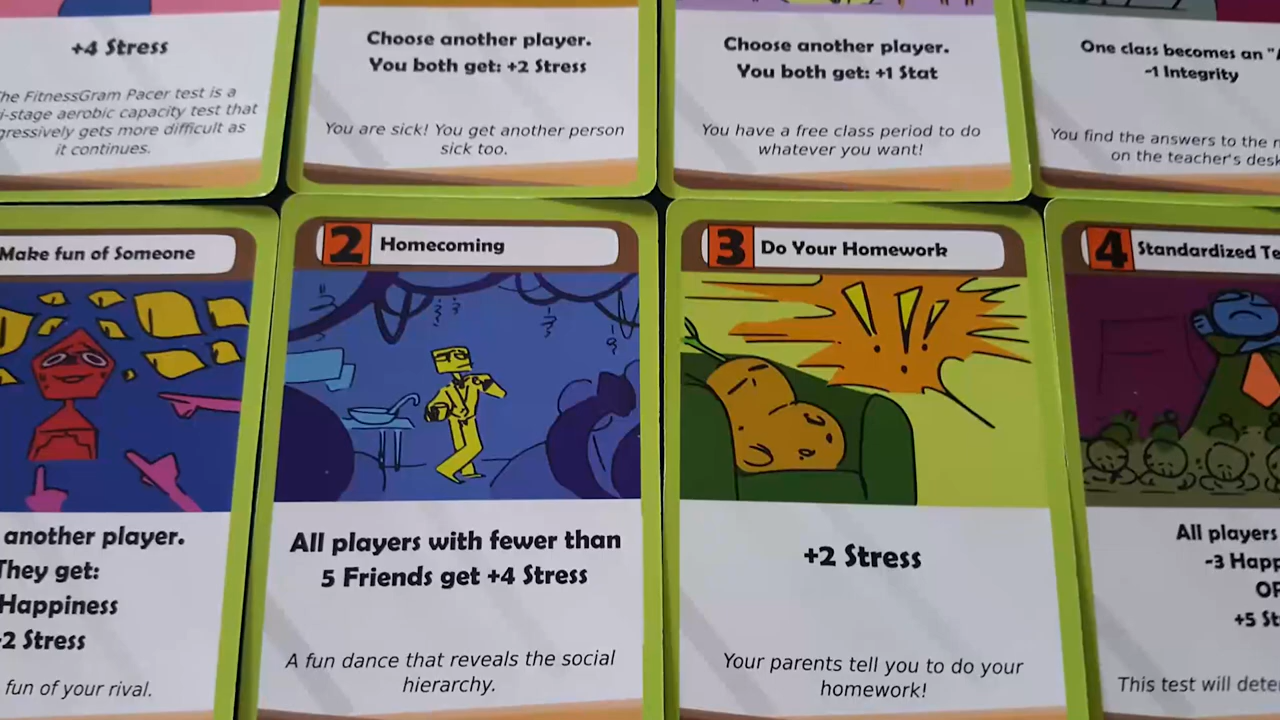 +4 Stress
he FitnessGram Pacer test is a
i-stage aerobic capacity test that
gressively gets more difficult as
it continues.
Choose another player.
You both get: +2 Stress
You are sick! You get another person
sick too.
Choose another player.
You both get: +1 Stat
You have a free class period to do
whatever you want!
One class becomes an "A
-1 Integrity
You find the answers to the
on the teacher's desk
Make fun of Someone
another player.
They get:
Happiness
2 Stress
fun of your rival.
2 Homecoming
All players with fewer than
5 Friends get +4 Stress
A fun dance that reveals the social
hierarchy.
3 Do Your Homework
+2 Stress
Your parents tell you to do your
homework!
4 Standardized Te
All players
-3 Happ
OR
+5 St
This test will dete